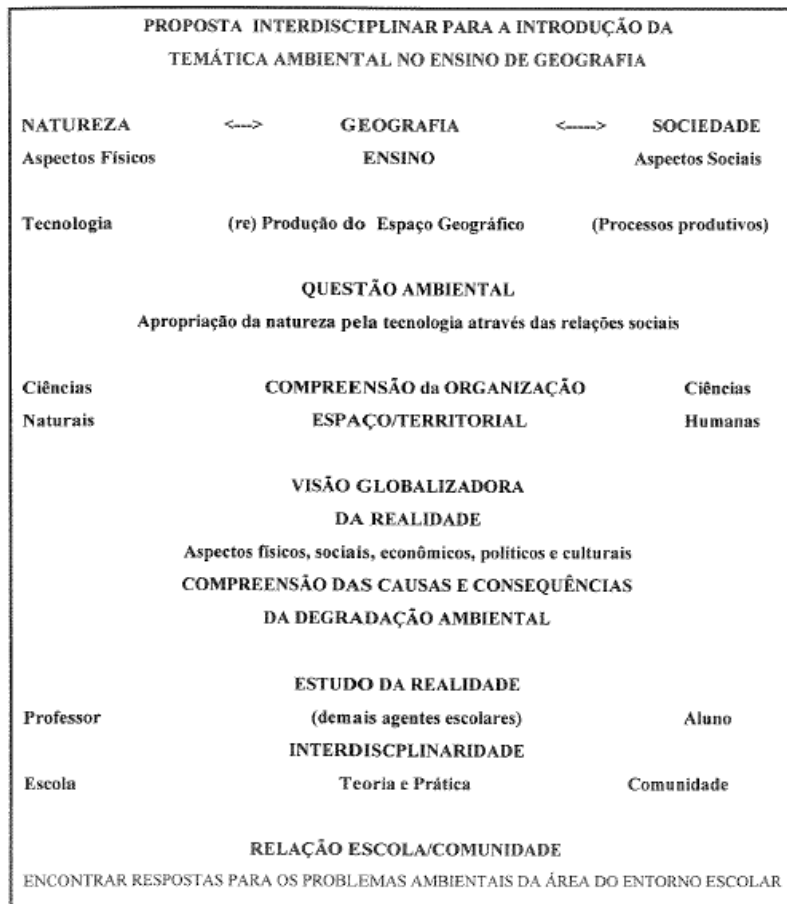 PROPOSTA INTERDISCIPLINAR PARA A INTRODUÇÃO DA
TEMÁTICA AMBIENTAL NO ENSINO DE GEOGRAFIA
NATUREZA <---> GEOGRAFIA <-----> SOCIEDADE
Aspectos Físicos ENSINO Aspectos Sociais
Tecnologia (re) Produção do Espaço Geográfico (Processos produtivos)
QUESTÃO AMBIENTAL
Apropriação da natureza pela tecnologia através das relações sociais
Ciências COMPREENSÃO da ORGANIZAÇÃO Ciências
Naturais ESPAÇO/TERRITORIAL Humanas
VISÃO GLOBALIZADORA
DA REALIDADE
Aspectos físicos, sociais, econômicos, políticos e culturais
COMPREENSÃO DAS CAUSAS E CONSEQUÊNCIAS
DA DEGRADAÇÃO AMBIENTAL
ESTUDO DA REALIDADE
Professor (demais agentes escolares) Aluno
INTERDISCPLINARIDADE
Escola Teoria e Prática Comunidade
RELAÇÃO ESCOLA/COMUNIDADE
ENCONTRAR RESPOSTAS PARA OS PROBLEMAS AMBIENTAIS DA ÁREA DO ENTORNO ESCOLAR